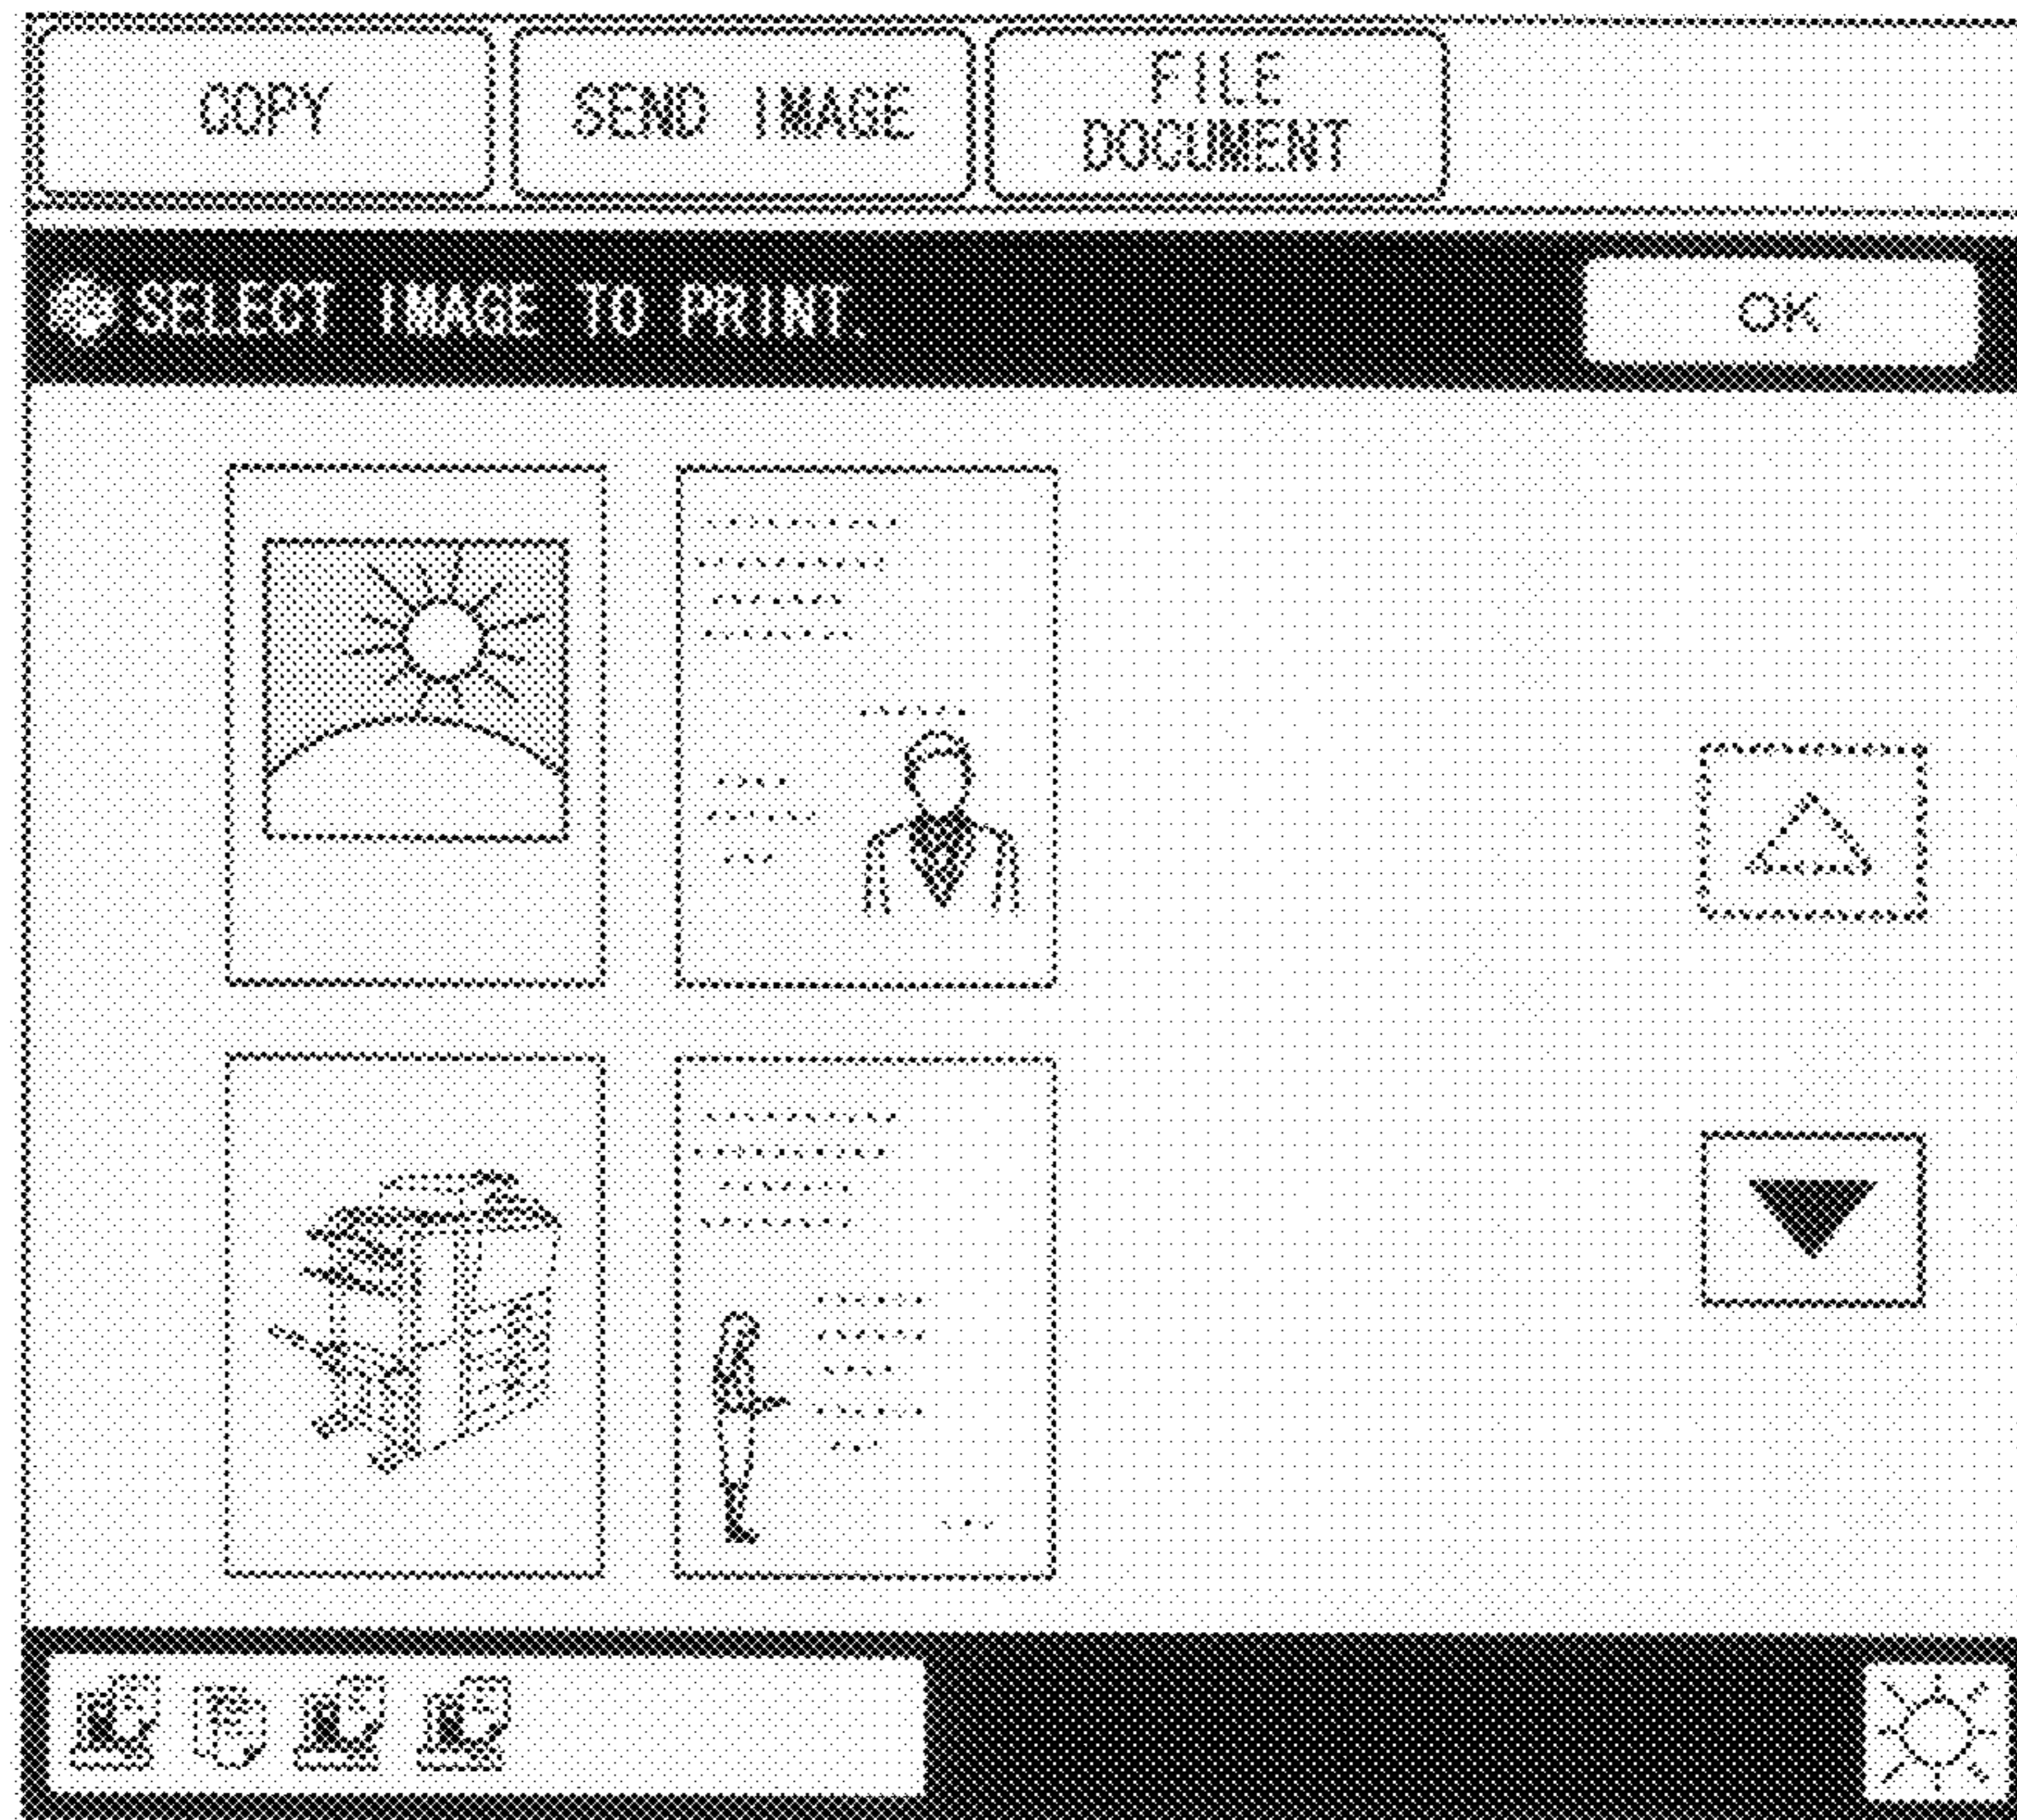 COPY
SEND IMAGE
FILE
DOCUMENT
SELECT IMAGE TO PRINT.
OK